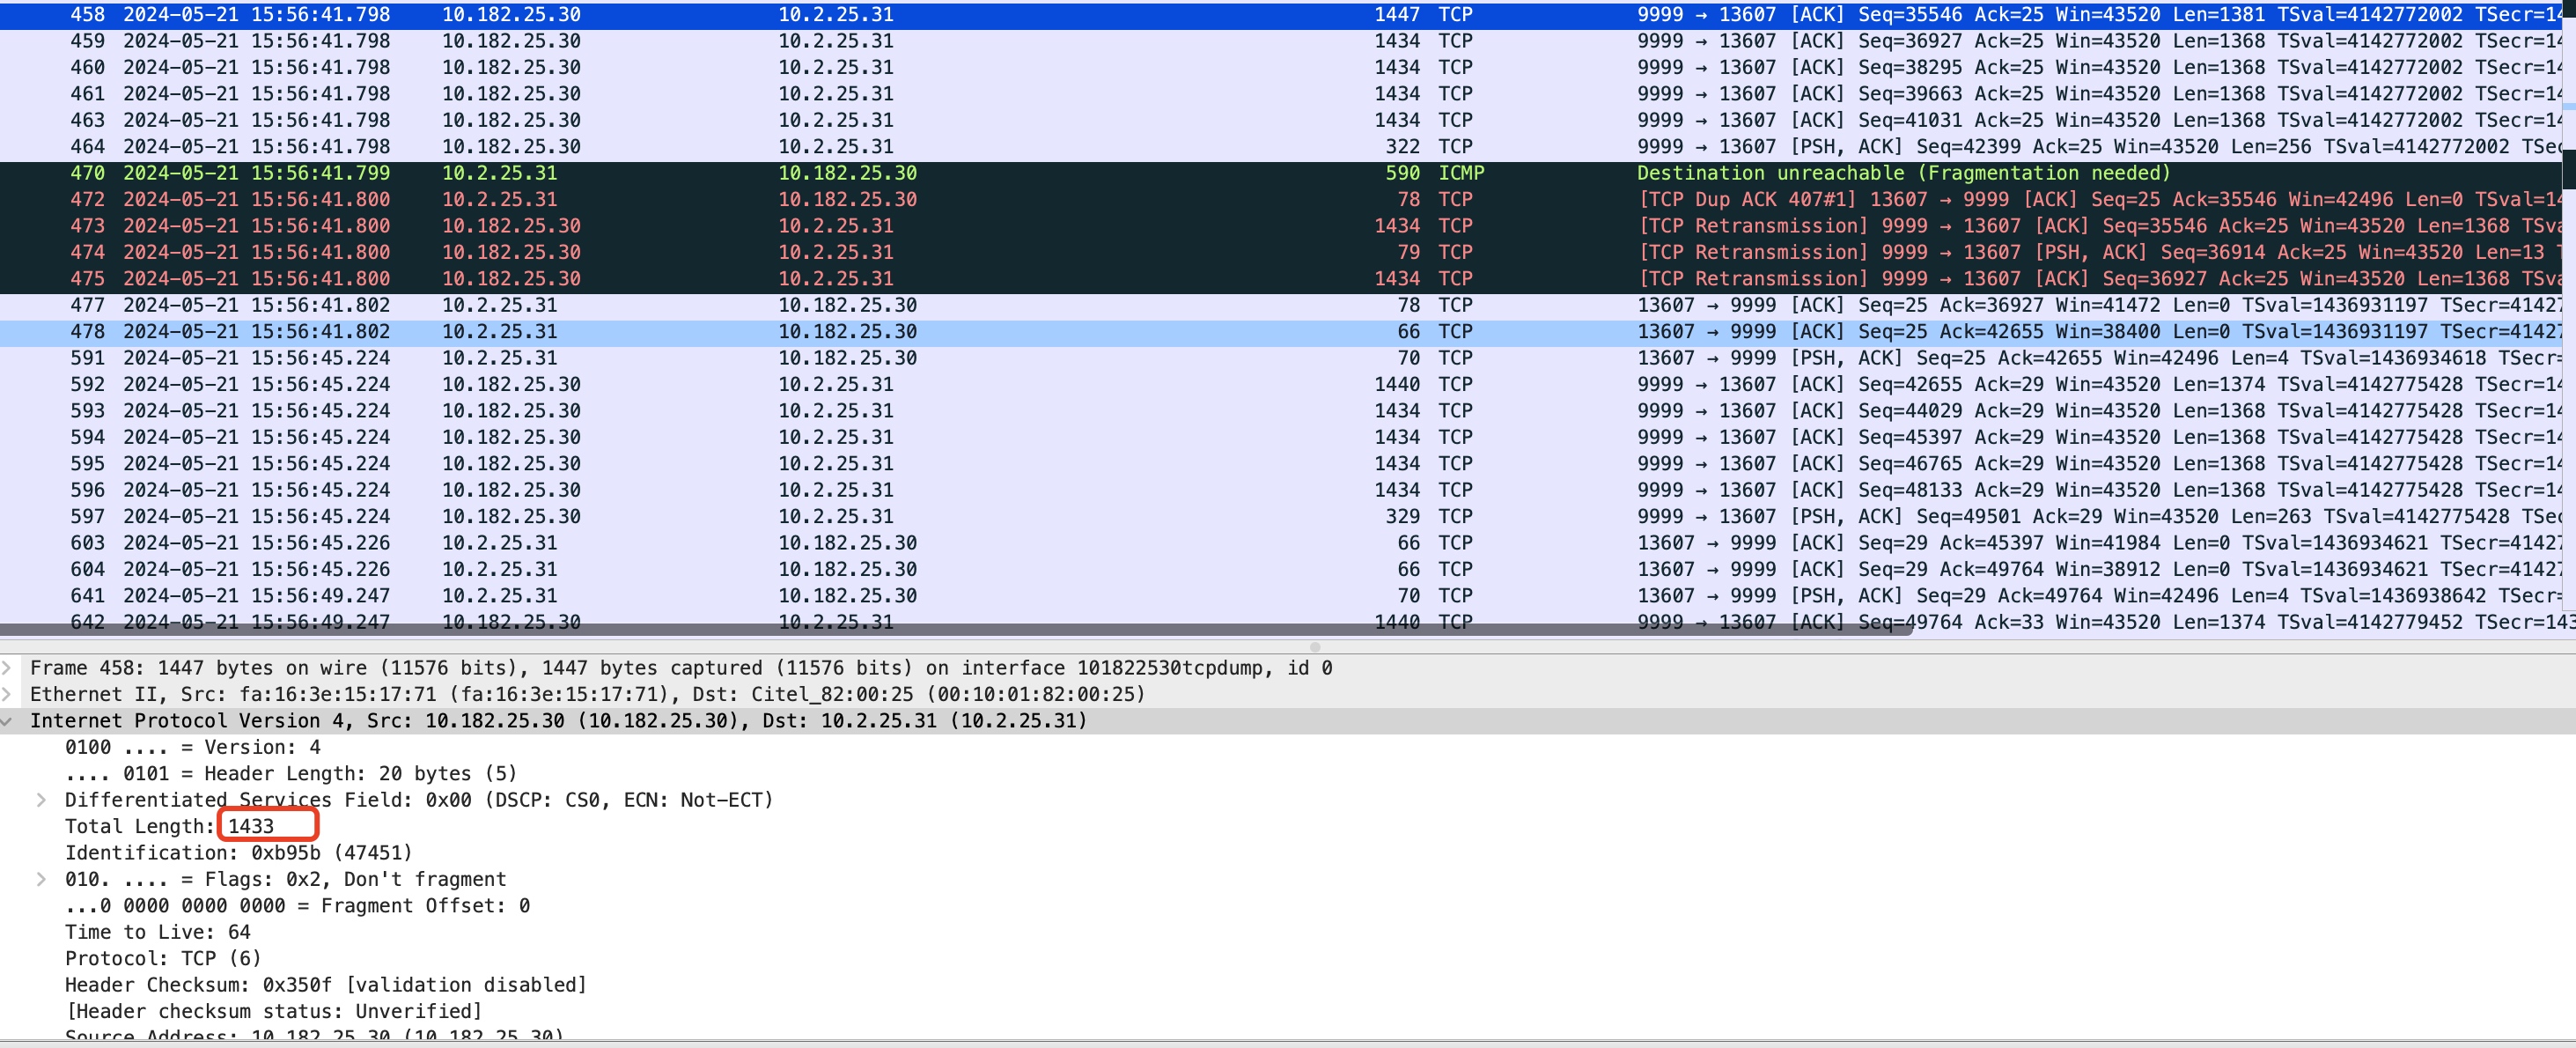 458 2024-05-21 15:56:41.798 10.182.25.30 10.2.25.31 1447 TCP 9999 → 13607 [ACK] Seq=35546 Ack=25 Win=43520 Len=1381 TSval=4142772002 TSecr=14
459 2024-05-21 15:56:41.798 10.182.25.30 10.2.25.31 1434 TCP 9999 → 13607 [ACK] Seq=36927 Ack=25 Win=43520 Len=1368 TSval=4142772002 TSecr=14
460 2024-05-21 15:56:41.798 10.182.25.30 10.2.25.31 1434 TCP 9999 → 13607 [ACK] Seq=38295 Ack=25 Win=43520 Len=1368 TSval=4142772002 TSecr=14
461 2024-05-21 15:56:41.798 10.182.25.30 10.2.25.31 1434 TCP 9999 → 13607 [ACK] Seq=39663 Ack=25 Win=43520 Len=1368 TSval=4142772002 TSecr=14
463 2024-05-21 15:56:41.798 10.182.25.30 10.2.25.31 1434 TCP 9999 → 13607 [ACK] Seq=41031 Ack=25 Win=43520 Len=1368 TSval=4142772002 TSecr=14
464 2024-05-21 15:56:41.798 10.182.25.30 10.2.25.31 322 TCP 9999 → 13607 [PSH, ACK] Seq=42399 Ack=25 Win=43520 Len=256 TSval=4142772002 TSec
470 2024-05-21 15:56:41.799 10.2.25.31 10.182.25.30 590 ICMP Destination unreachable (Fragmentation needed)
472 2024-05-21 15:56:41.800 10.2.25.31 10.182.25.30 78 TCP [TCP Dup ACK 407#1] 13607 → 9999 [ACK] Seq=25 Ack=35546 Win=42496 Len=0 TSval=14
473 2024-05-21 15:56:41.800 10.182.25.30 10.2.25.31 1434 TCP [TCP Retransmission] 9999 → 13607 [ACK] Seq=35546 Ack=25 Win=43520 Len=1368 TSva
474 2024-05-21 15:56:41.800 10.182.25.30 10.2.25.31 79 TCP [TCP Retransmission] 9999 → 13607 [PSH, ACK] Seq=36914 Ack=25 Win=43520 Len=13 T
475 2024-05-21 15:56:41.800 10.182.25.30 10.2.25.31 1434 TCP [TCP Retransmission] 9999 → 13607 [ACK] Seq=36927 Ack=25 Win=43520 Len=1368 TSva
477 2024-05-21 15:56:41.802 10.2.25.31 10.182.25.30 78 TCP 13607 → 9999 [ACK] Seq=25 Ack=36927 Win=41472 Len=0 TSval=1436931197 TSecr=41427
478 2024-05-21 15:56:41.802 10.2.25.31 10.182.25.30 66 TCP 13607 → 9999 [ACK] Seq=25 Ack=42655 Win=38400 Len=0 TSval=1436931197 TSecr=41427
591 2024-05-21 15:56:45.224 10.2.25.31 10.182.25.30 70 TCP 13607 → 9999 [PSH, ACK] Seq=25 Ack=42655 Win=42496 Len=4 TSval=1436934618 TSecr=
592 2024-05-21 15:56:45.224 10.182.25.30 10.2.25.31 1440 TCP 9999 → 13607 [ACK] Seq=42655 Ack=29 Win=43520 Len=1374 TSval=4142775428 TSecr=14
593 2024-05-21 15:56:45.224 10.182.25.30 10.2.25.31 1434 TCP 9999 → 13607 [ACK] Seq=44029 Ack=29 Win=43520 Len=1368 TSval=4142775428 TSecr=14
594 2024-05-21 15:56:45.224 10.182.25.30 10.2.25.31 1434 TCP 9999 → 13607 [ACK] Seq=45397 Ack=29 Win=43520 Len=1368 TSval=4142775428 TSecr=14
595 2024-05-21 15:56:45.224 10.182.25.30 10.2.25.31 1434 TCP 9999 → 13607 [ACK] Seq=46765 Ack=29 Win=43520 Len=1368 TSval=4142775428 TSecr=14
596 2024-05-21 15:56:45.224 10.182.25.30 10.2.25.31 1434 TCP 9999 → 13607 [ACK] Seq=48133 Ack=29 Win=43520 Len=1368 TSval=4142775428 TSecr=14
597 2024-05-21 15:56:45.224 10.182.25.30 10.2.25.31 329 TCP 9999 → 13607 [PSH, ACK] Seq=49501 Ack=29 Win=43520 Len=263 TSval=4142775428 TSec
603 2024-05-21 15:56:45.226 10.2.25.31 10.182.25.30 66 TCP 13607 → 9999 [ACK] Seq=29 Ack=45397 Win=41984 Len=0 TSval=1436934621 TSecr=41427
604 2024-05-21 15:56:45.226 10.2.25.31 10.182.25.30 66 TCP 13607 → 9999 [ACK] Seq=29 Ack=49764 Win=38912 Len=0 TSval=1436934621 TSecr=41427
641 2024-05-21 15:56:49.247 10.2.25.31 10.182.25.30 70 TCP 13607 → 9999 [PSH, ACK] Seq=29 Ack=49764 Win=42496 Len=4 TSval=1436938642 TSecr=
642 2024-05-21 15:56:49.247 10.182.25.30 10.2.25.31 1440 TCP 9999 → 13607 [ACK] Seq=49764 Ack=33 Win=43520 Len=1374 TSval=4142779452 TSecr=143
Frame 458: 1447 bytes on wire (11576 bits), 1447 bytes captured (11576 bits) on interface 101822530tcpdump, id 0
Ethernet II, Src: fa:16:3e:15:17:71 (fa:16:3e:15:17:71), Dst: Citel_82:00:25 (00:10:01:82:00:25)
Internet Protocol Version 4, Src: 10.182.25.30 (10.182.25.30), Dst: 10.2.25.31 (10.2.25.31)
0100 .... = Version: 4
.... 0101 = Header Length: 20 bytes (5)
Differentiated Services Field: 0x00 (DSCP: CS0, ECN: Not-ECT)
Total Length: 1433
Identification: 0xb95b (47451)
010. .... = Flags: 0x2, Don't fragment
...0 0000 0000 0000 = Fragment Offset: 0
Time to Live: 64
Protocol: TCP (6)
Header Checksum: 0x350f [validation disabled]
[Header checksum status: Unverified]
Source Address: 10.182.25.30 (10.182.25.30)